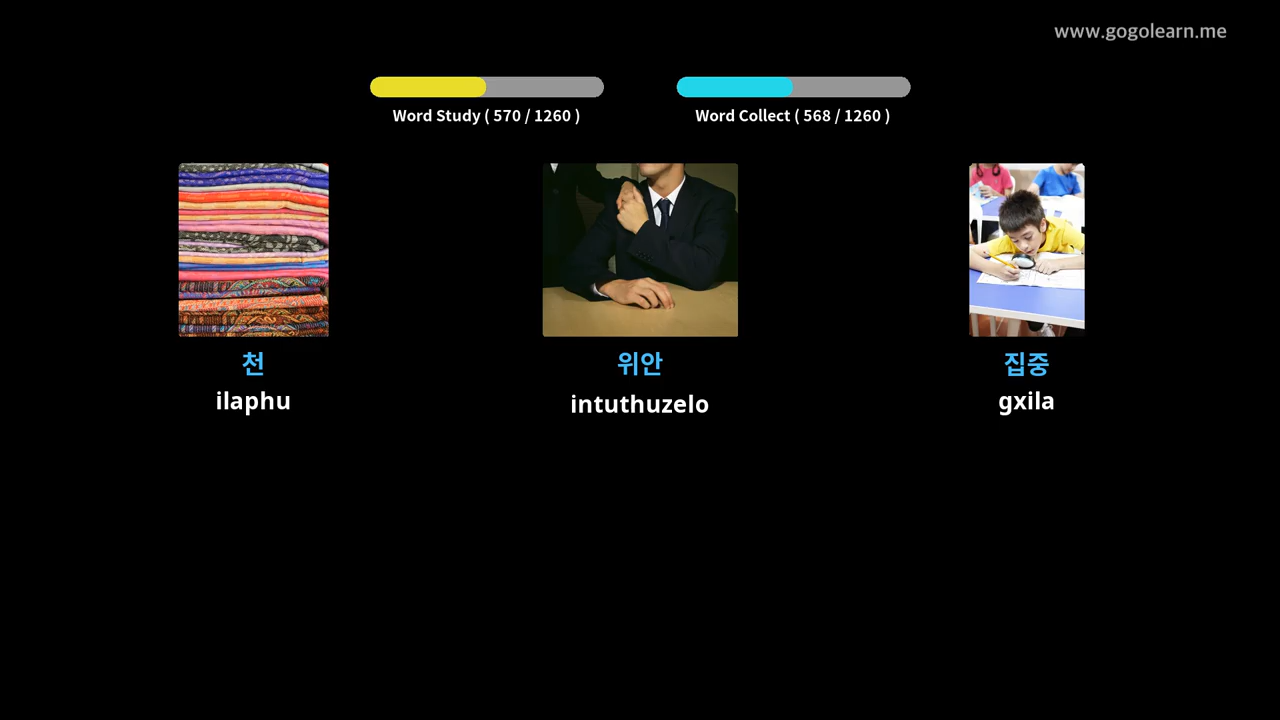 www.gogolearn.me
Word Study ( 570 / 1260 )
Word Collect ( 568 / 1260 )
천
위안
집중
ilaphu
intuthuzelo
gxila